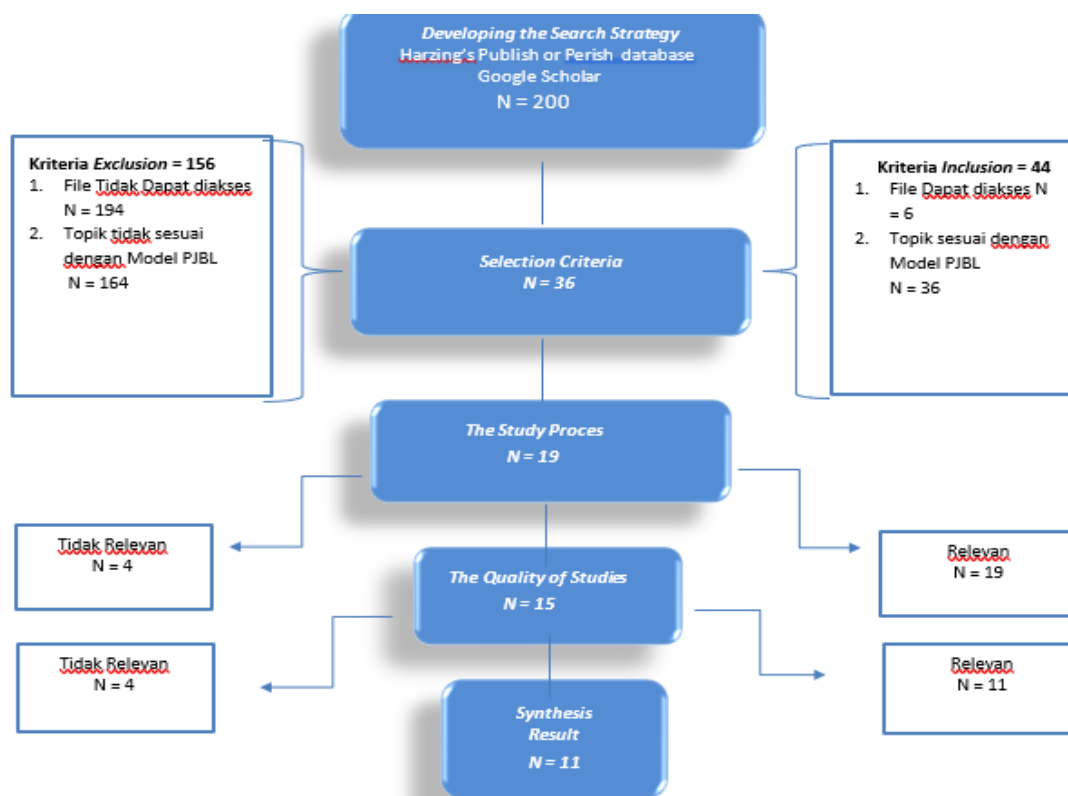 Developing the Search Strategy
Harzing's Publish or Perish database
Google Scholar
N = 200
Kriteria Exclusion = 156
1. File Tidak Dapat diakses
N = 194
2. Topik tidak sesuai
dengan Model PJBL
N = 164
Kriteria Inclusion = 44
1. File Dapat diakses N
= 6
2. Topik sesuai dengan
Model PJBL
N = 36
Selection Criteria
N = 36
The Study Proces
N = 19
Tidak Relevan
N = 4
Relevan
N = 19
The Quality of Studies
N = 15
Tidak Relevan
N = 4
Relevan
N = 11
Synthesis
Result
N = 11